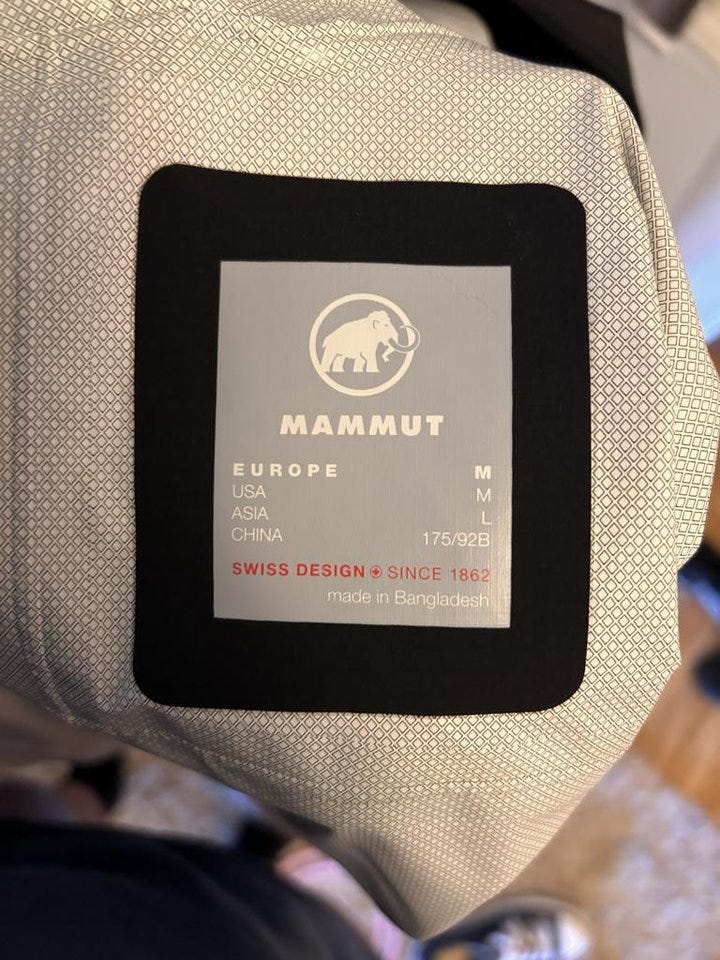 MAMMUT
EUROPE M
USA M
ASIA L
CHINA 175/92B
SWISS DESIGN SINCE 1862
made in Bangladesh